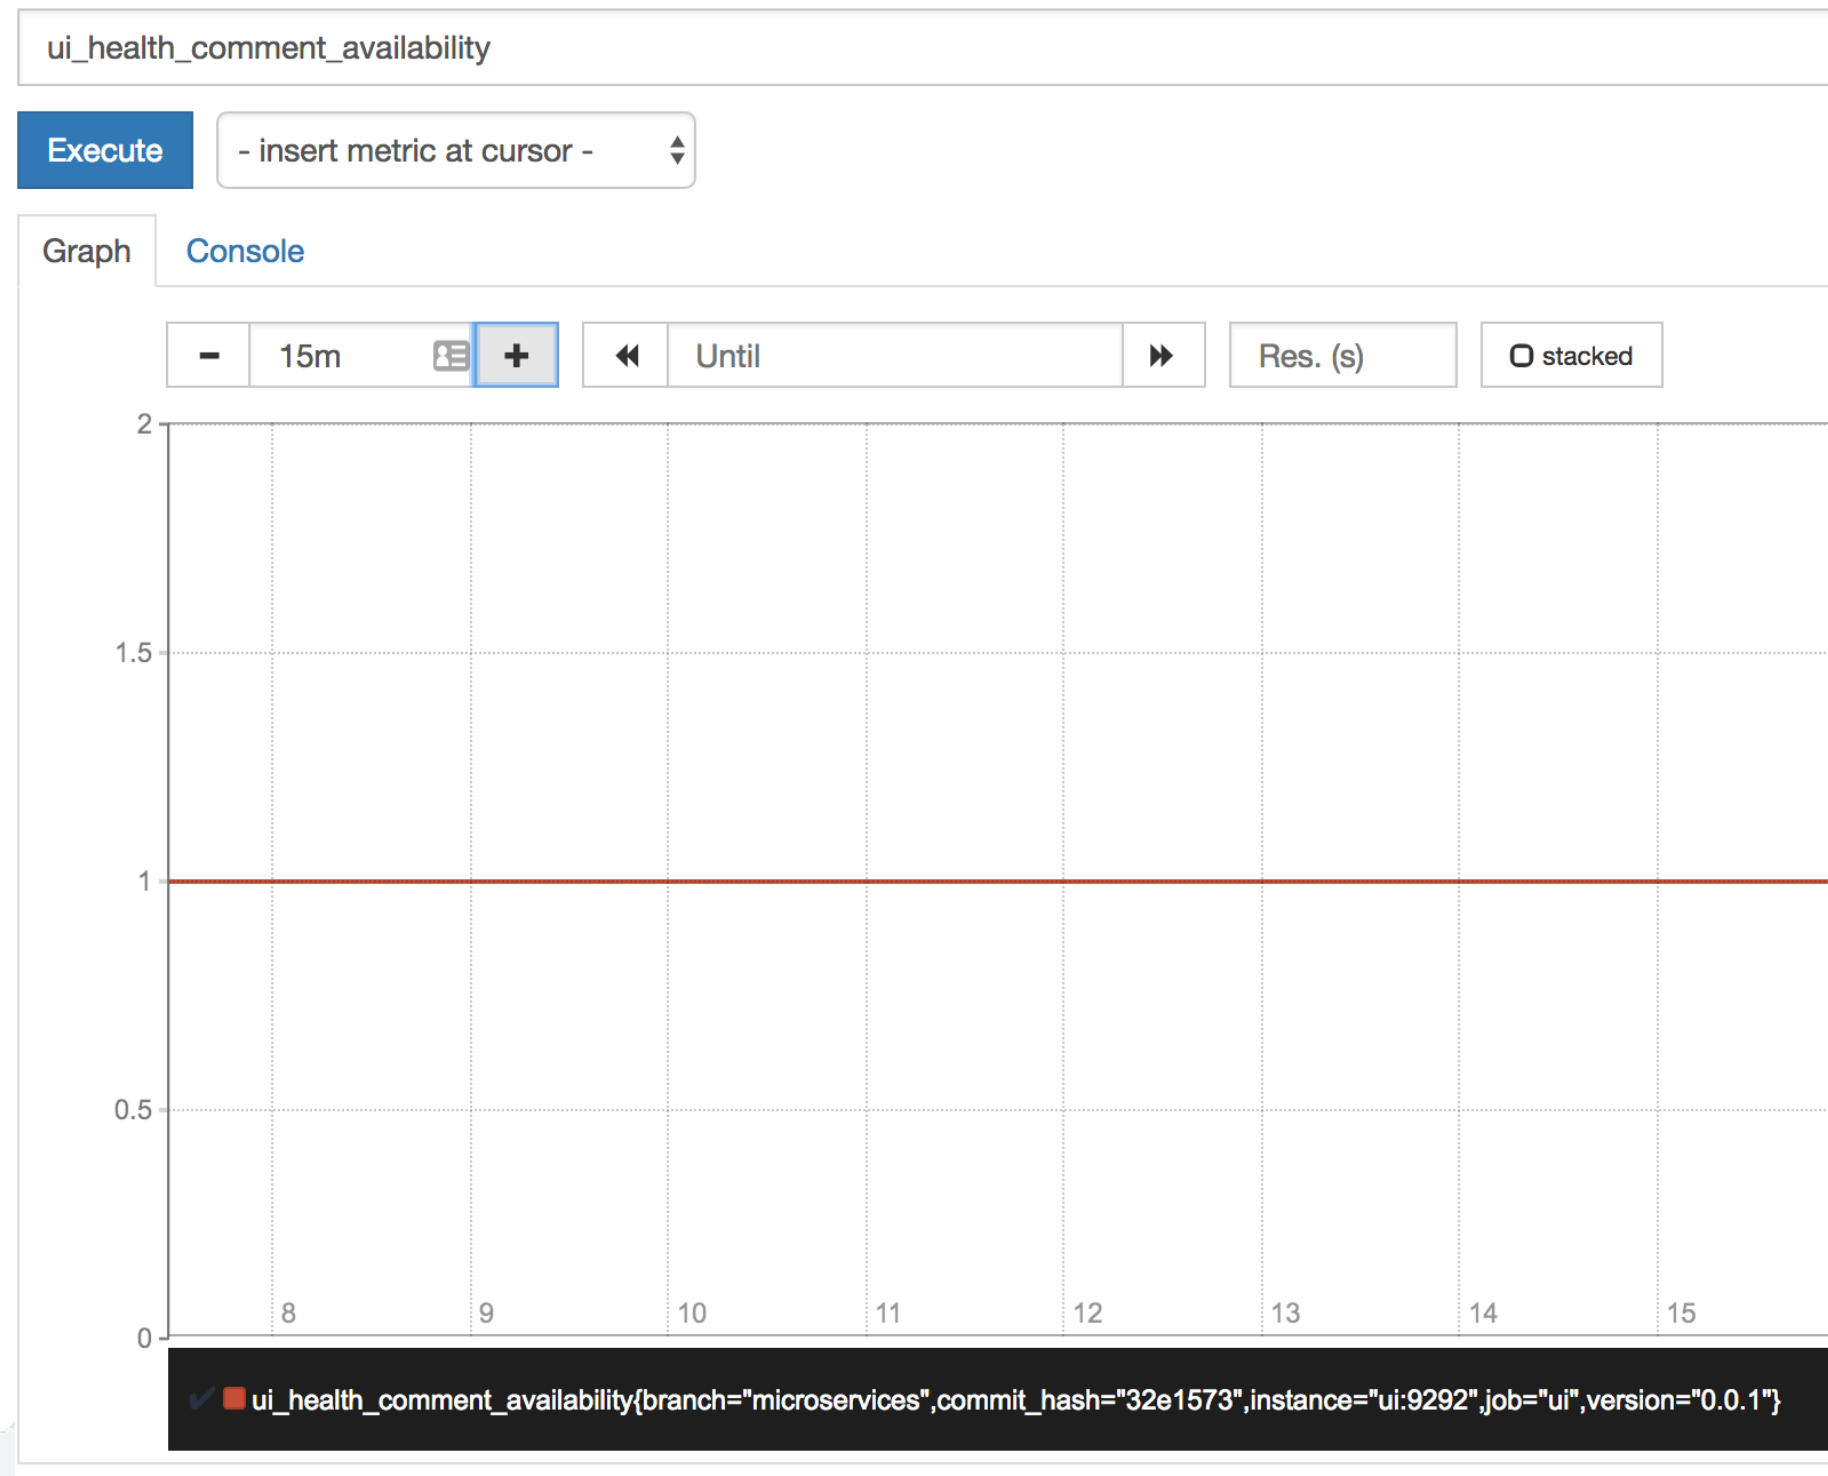 ui_health_comment_availability
Execute
- insert metric at cursor -
Graph Console
15m Until Res. (s) stacked
2
1.5
1
0.5
0
8 9 10 11 12 13 14 15
ui_health_comment_availability{branch="microservices",commit_hash="32e1573",instance="ui:9292",job="ui",version="0.0.1"}